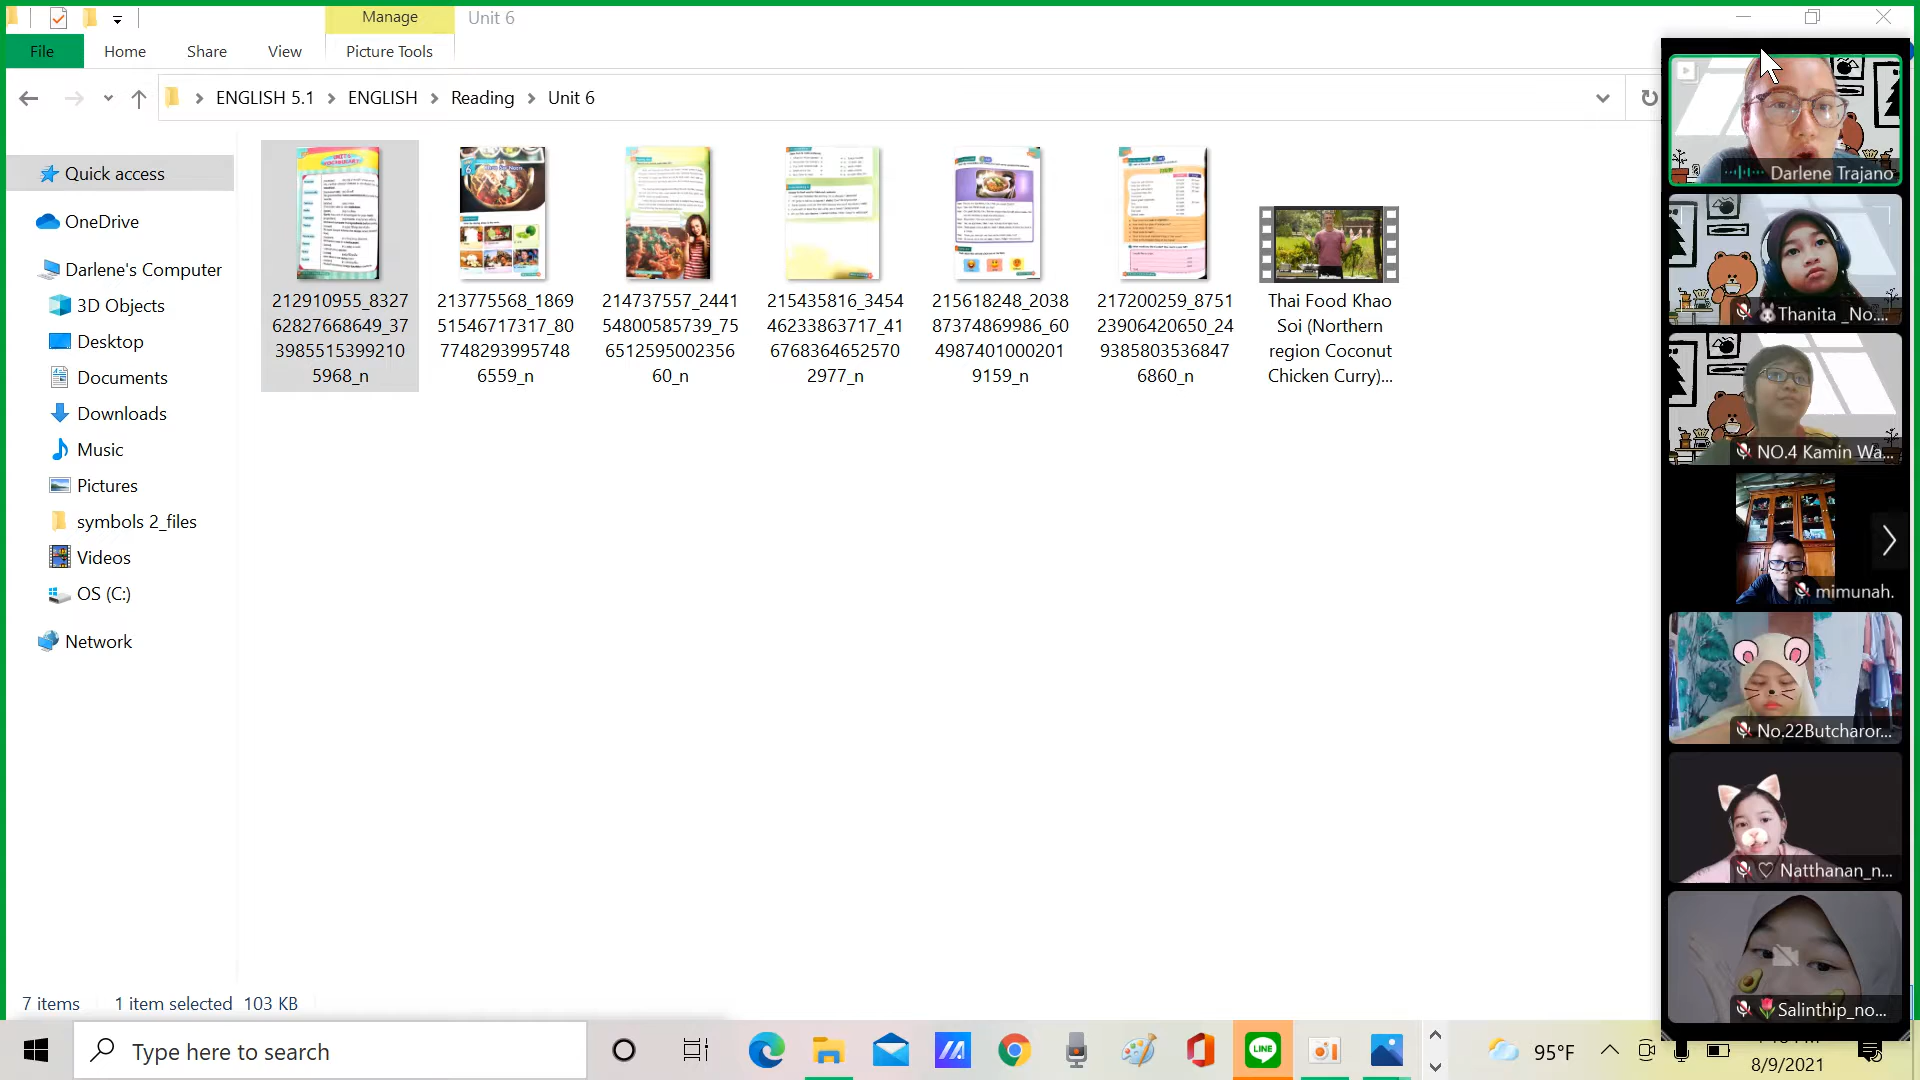 Manage
Unit 6
File
Home
Share
View
Picture Tools
ENGLISH 5.1
ENGLISH
Reading
Unit 6
Quick access
OneDrive
Darlene's Computer
3D Objects
Desktop
Documents
Downloads
Music
Pictures
symbols 2_files
Videos
OS (C:)
Network
212910955_8327
62827668649_37
3985515399210
5968_n
213775568_1869
51546717317_80
7748293995748
6559_n
214737557_2441
54800585739_75
6512595002356
60_n
215435816_3454
46233863717_41
6768364652570
2977_n
215618248_2038
87374869986_60
4987401000201
9159_n
217200259_8751
23906420650_24
9385803536847
6860_n
Thai Food Khao
Soi (Northern
region Coconut
Chicken Curry)...
Darlene Trajano
Thanita _No....
NO.4 Kamin Wa...
mimunah.
No.22Butcharor...
Natthanan_n...
Salinthip_no...
7 items
1 item selected 103 KB
Type here to search
LINE
95°F
8/9/2021